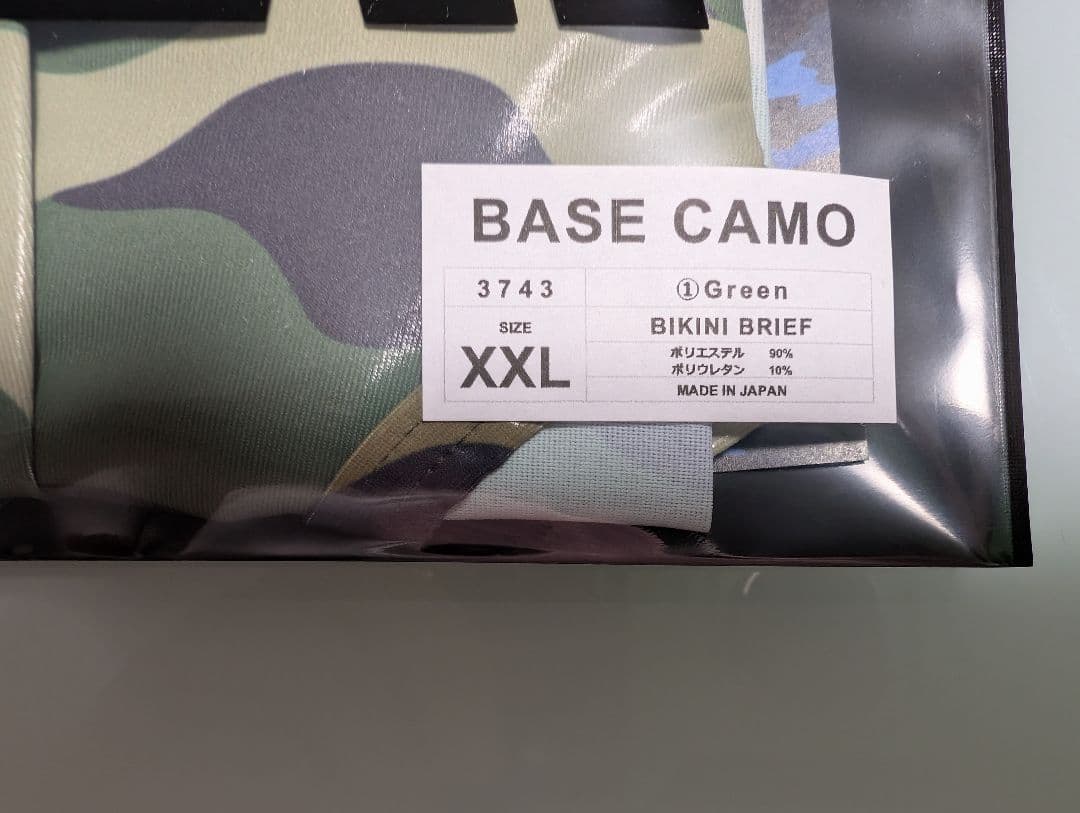 BASE CAMO
3743
①Green
SIZE
BIKINI BRIEF
XXL
ポリエステル 90%
ポリウレタン 10%
MADE IN JAPAN